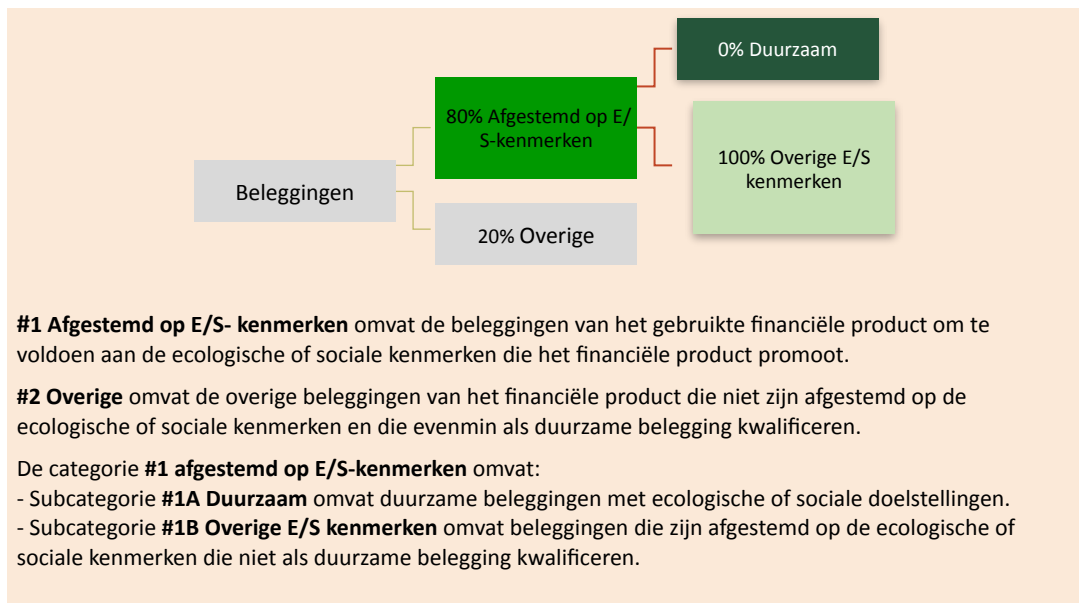 0% Duurzaam
80% Afgestemd op E/
S-kenmerken
100% Overige E/S
kenmerken
Beleggingen
20% Overige
#1 Afgestemd op E/S- kenmerken omvat de beleggingen van het gebruikte financiële product om te
voldoen aan de ecologische of sociale kenmerken die het financiële product promoot.
#2 Overige omvat de overige beleggingen van het financiële product die niet zijn afgestemd op de
ecologische of sociale kenmerken en die evenmin als duurzame belegging kwalificeren.
De categorie #1 afgestemd op E/S-kenmerken omvat:
- Subcategorie #1A Duurzaam omvat duurzame beleggingen met ecologische of sociale doelstellingen.
- Subcategorie #1B Overige E/S kenmerken omvat beleggingen die zijn afgestemd op de ecologische of
sociale kenmerken die niet als duurzame belegging kwalificeren.